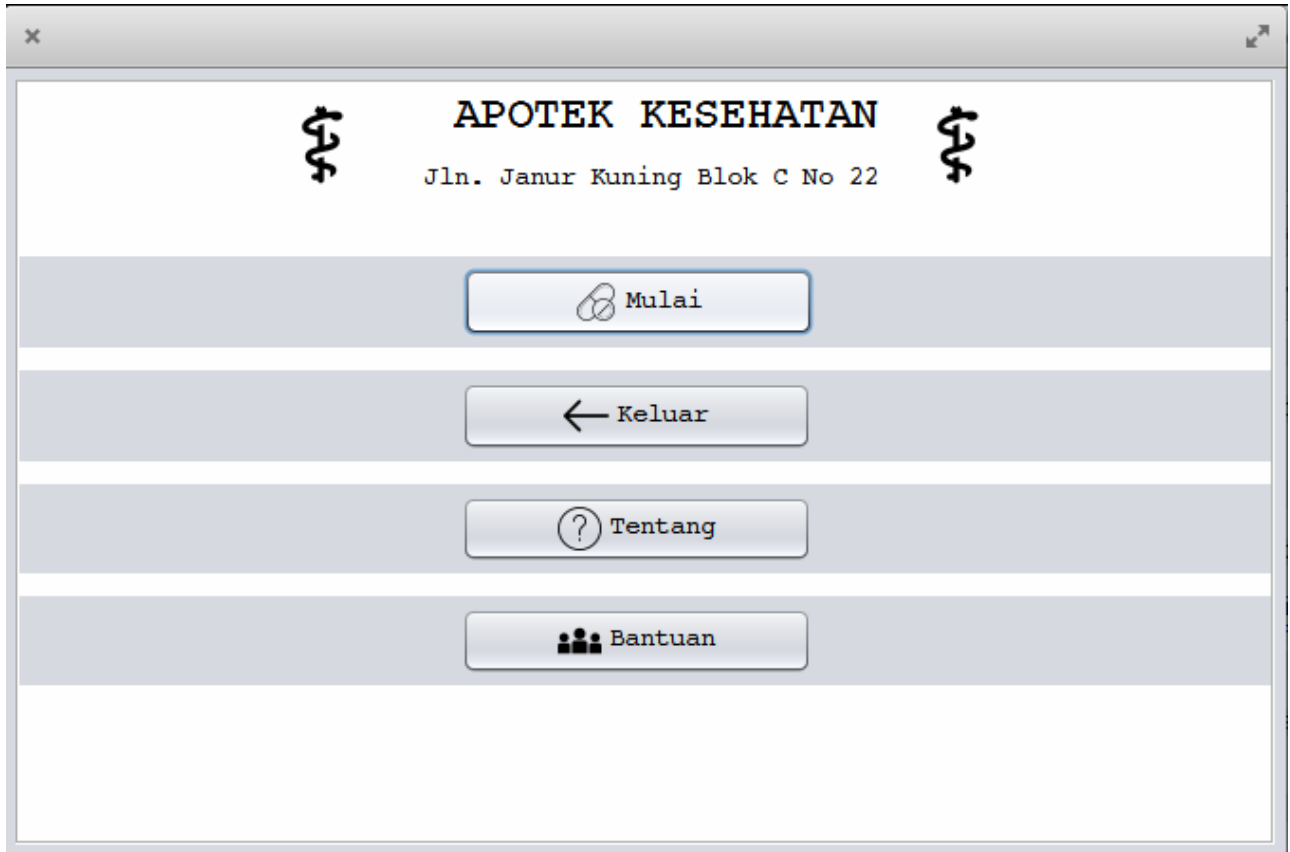 APOTEK KESEHATAN
Jln. Janur Kuning Blok C No 22
Mulai
Keluar
Tentang
Bantuan